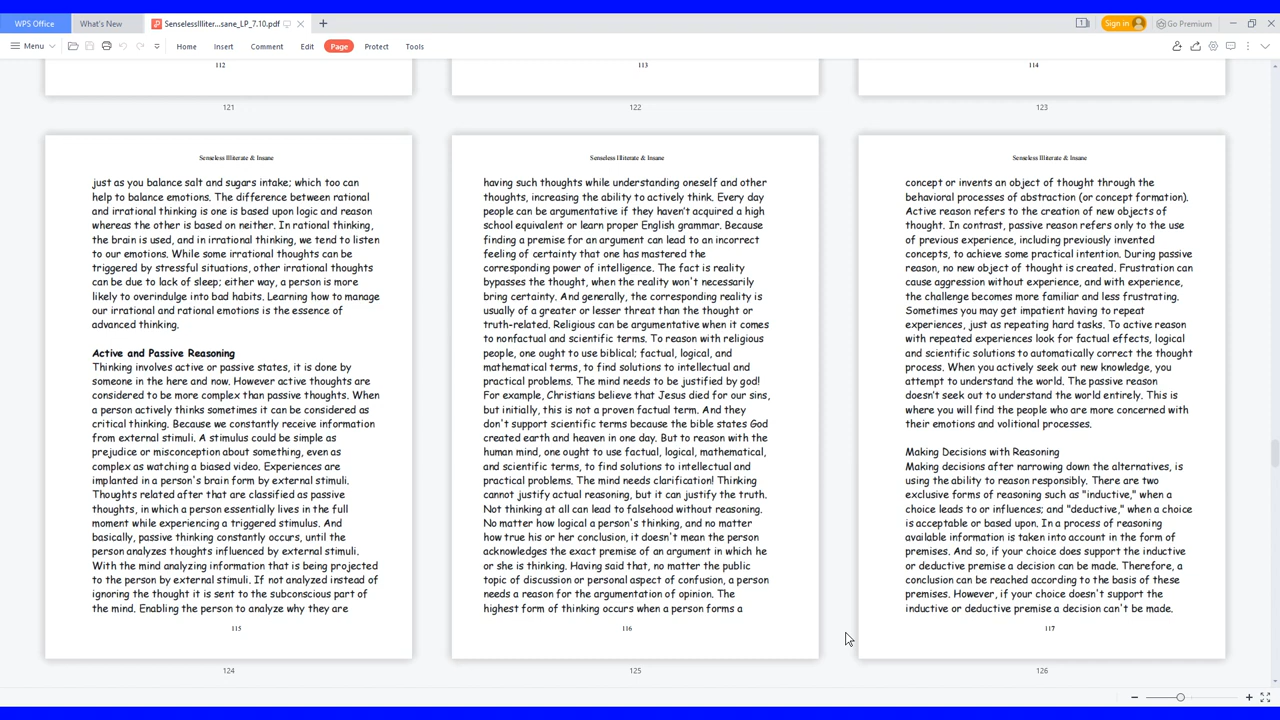 WPS Office
What's New
SenselessIlliter...sane_LP_7.10.pdf
Sign in
Go Premium
Menu
Home
Insert
Comment
Edit
Page
Protect
Tools
112
113
114
121
122
123
Senseless Illiterate & Insane
just as you balance salt and sugars intake; which too can
help to balance emotions. The difference between rational
and irrational thinking is one is based upon logic and reason
whereas the other is based on neither. In rational thinking,
the brain is used, and in irrational thinking, we tend to listen
to our emotions. While some irrational thoughts can be
triggered by stressful situations, other irrational thoughts
can be due to lack of sleep; either way, a person is more
likely to overindulge into bad habits. Learning how to manage
our irrational and rational emotions is the essence of
advanced thinking.
Active and Passive Reasoning
Thinking involves active or passive states, it is done by
someone in the here and now. However active thoughts are
considered to be more complex than passive thoughts. When
a person actively thinks sometimes it can be considered as
critical thinking. Because we constantly receive information
from external stimuli. A stimulus could be simple as
prejudice or misconception about something, even as
complex as watching a biased video. Experiences are
implanted in a person's brain form by external stimuli.
Thoughts related after that are classified as passive
thoughts, in which a person essentially lives in the full
moment while experiencing a triggered stimulus. And
basically, passive thinking constantly occurs, until the
person analyzes thoughts influenced by external stimuli.
With the mind analyzing information that is being projected
to the person by external stimuli. If not analyzed instead of
ignoring the thought it is sent to the subconscious part of
the mind. Enabling the person to analyze why they are
115
124
Senseless Illiterate & Insane
having such thoughts while understanding oneself and other
thoughts, increasing the ability to actively think. Every day
people can be argumentative if they haven't acquired a high
school equivalent or learn proper English grammar. Because
finding a premise for an argument can lead to an incorrect
feeling of certainty that one has mastered the
corresponding power of intelligence. The fact is reality
bypasses the thought, when the reality won't necessarily
bring certainty. And generally, the corresponding reality is
usually of a greater or lesser threat than the thought or
truth-related. Religious can be argumentative when it comes
to nonfactual and scientific terms. To reason with religious
people, one ought to use biblical; factual, logical, and
mathematical terms, to find solutions to intellectual and
practical problems. The mind needs to be justified by god!
For example, Christians believe that Jesus died for our sins,
but initially, this is not a proven factual term. And they
don't support scientific terms because the bible states God
created earth and heaven in one day. But to reason with the
human mind, one ought to use factual, logical, mathematical,
and scientific terms, to find solutions to intellectual and
practical problems. The mind needs clarification! Thinking
cannot justify actual reasoning, but it can justify the truth.
Not thinking at all can lead to falsehood without reasoning.
No matter how logical a person's thinking, and no matter
how true his or her conclusion, it doesn't mean the person
acknowledges the exact premise of an argument in which he
or she is thinking. Having said that, no matter the public
topic of discussion or personal aspect of confusion, a person
needs a reason for the argumentation of opinion. The
highest form of thinking occurs when a person forms a
116
125
Senseless Illiterate & Insane
concept or invents an object of thought through the
behavioral processes of abstraction (or concept formation).
Active reason refers to the creation of new objects of
thought. In contrast, passive reason refers only to the use
of previous experience, including previously invented
concepts, to achieve some practical intention. During passive
reason, no new object of thought is created. Frustration can
cause aggression without experience, and with experience,
the challenge becomes more familiar and less frustrating.
Sometimes you may get impatient having to repeat
experiences, just as repeating hard tasks. To active reason
with repeated experiences look for factual effects, logical
and scientific solutions to automatically correct the thought
process. When you actively seek out new knowledge, you
attempt to understand the world. The passive reason
doesn't seek out to understand the world entirely. This is
where you will find the people who are more concerned with
their emotions and volitional processes.
Making Decisions with Reasoning
Making decisions after narrowing down the alternatives, is
using the ability to reason responsibly. There are two
exclusive forms of reasoning such as "inductive," when a
choice leads to or influences; and "deductive," when a choice
is acceptable or based upon. In a process of reasoning
available information is taken into account in the form of
premises. And so, if your choice does support the inductive
or deductive premise a decision can be made. Therefore, a
conclusion can be reached according to the basis of these
premises. However, if your choice doesn't support the
inductive or deductive premise a decision can't be made.
117
126